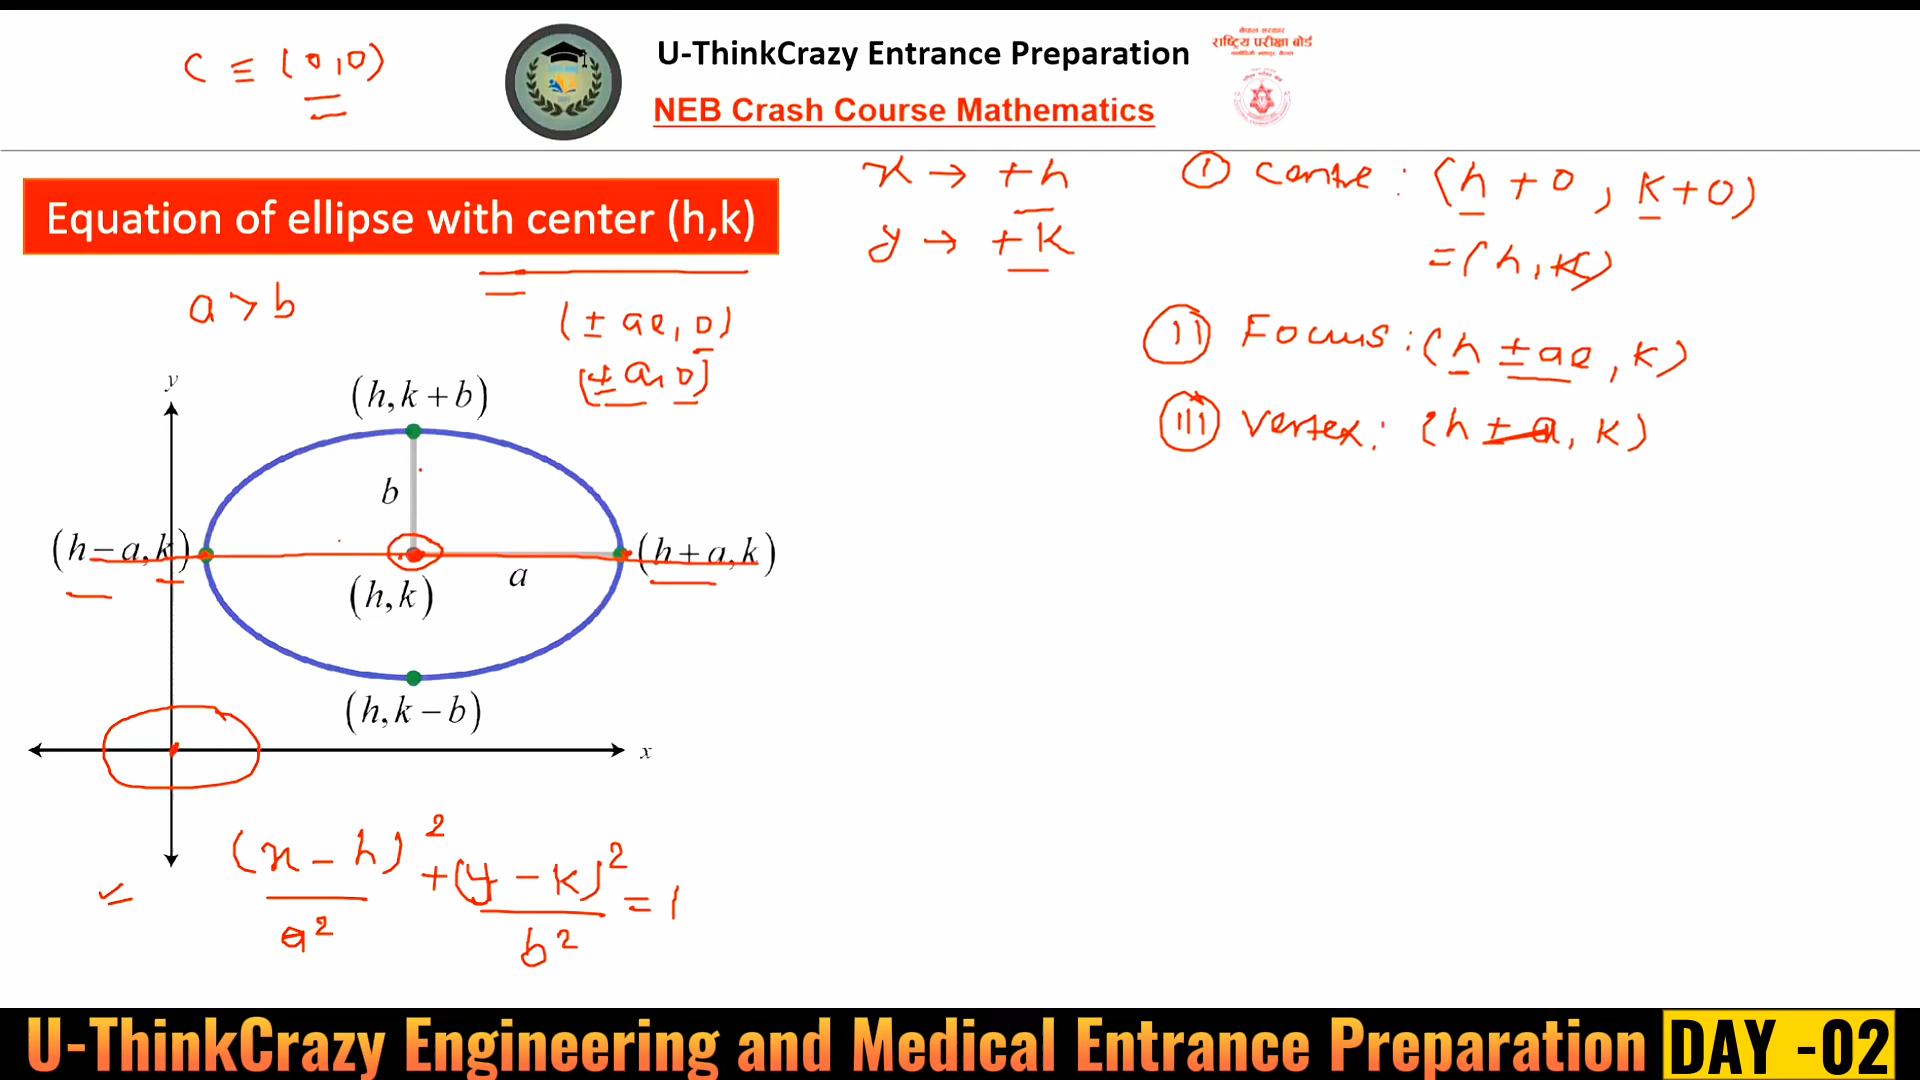 C ≡ (0,0)
U-ThinkCrazy Entrance Preparation
NEB Crash Course Mathematics
नेपाल सरकार
राष्ट्रिय परीक्षा बोर्ड
Equation of ellipse with center (h,k)
a > b
(± ae, 0)
(± a, 0)
x → +h
y → +k
(i) Centre : (h + 0 , k + 0)
= (h, k)
(ii) Focus : (h ± ae , k)
(iii) Vertex : (h ± a, k)
y
(h, k + b)
b
(h − a, k)
(h + a, k)
(h, k)
a
(h, k − b)
x
(x − h)² / a² + (y − k)² / b² = 1
U-ThinkCrazy Engineering and Medical Entrance Preparation
DAY -02